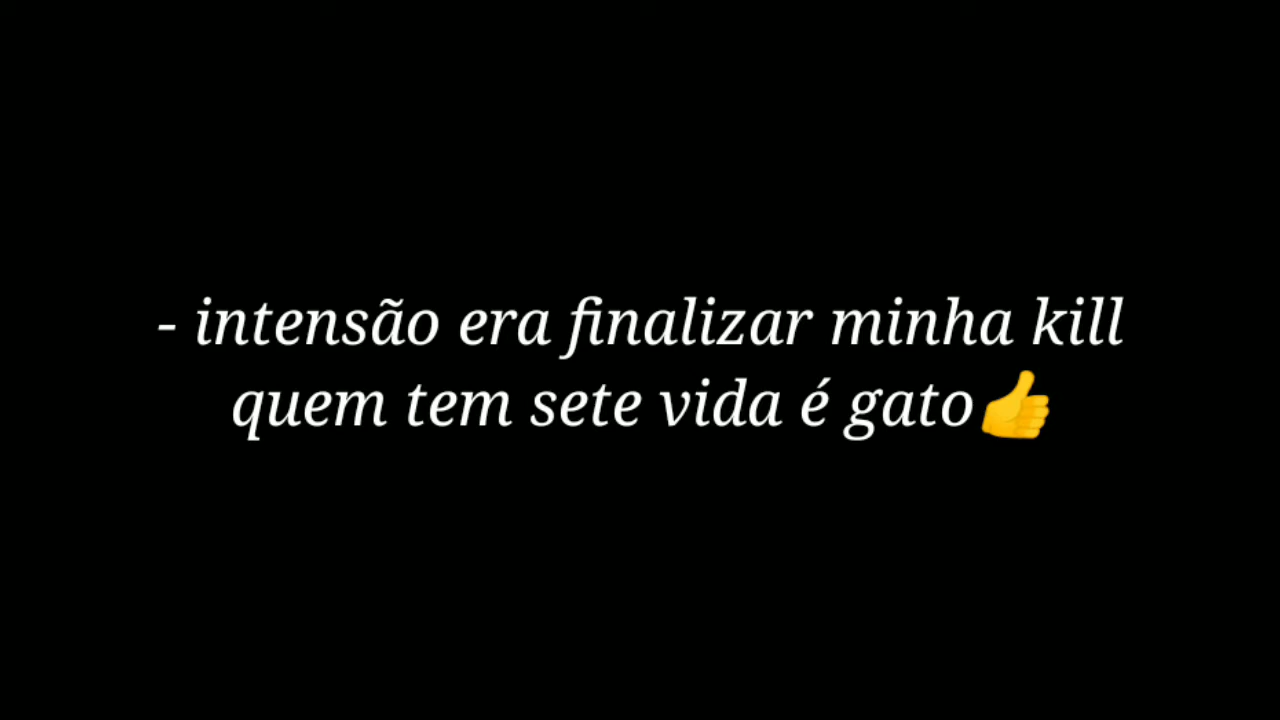 - intensão era finalizar minha kill
quem tem sete vida é gato👍